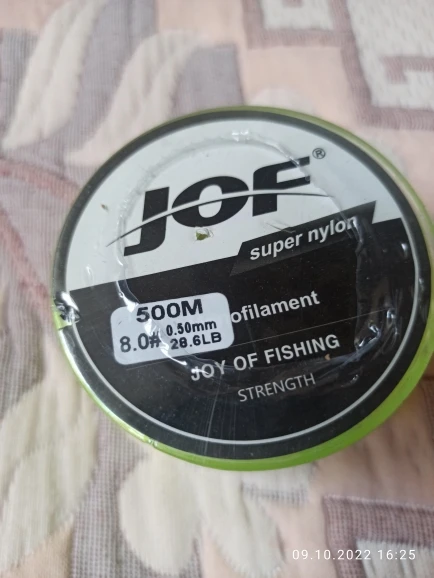 JOF®
super nylon
500M
0.50mm
8.0# 28.6LB
ofilament
JOY OF FISHING
STRENGTH
09.10.2022 16:25